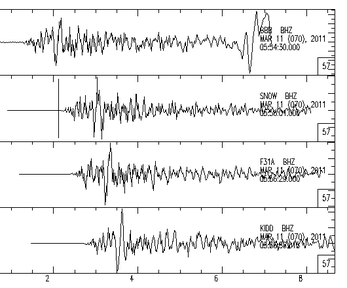 BHZ
MAR 11 (070), 2011
05:54:30.000
57
SNOW BHZ
MAR 11 (070), 2011
57
F31A BHZ
MAR 11 (070), 2011
57
KIDD BHZ
MAR 11 (070), 2011
57
2 4 6 8